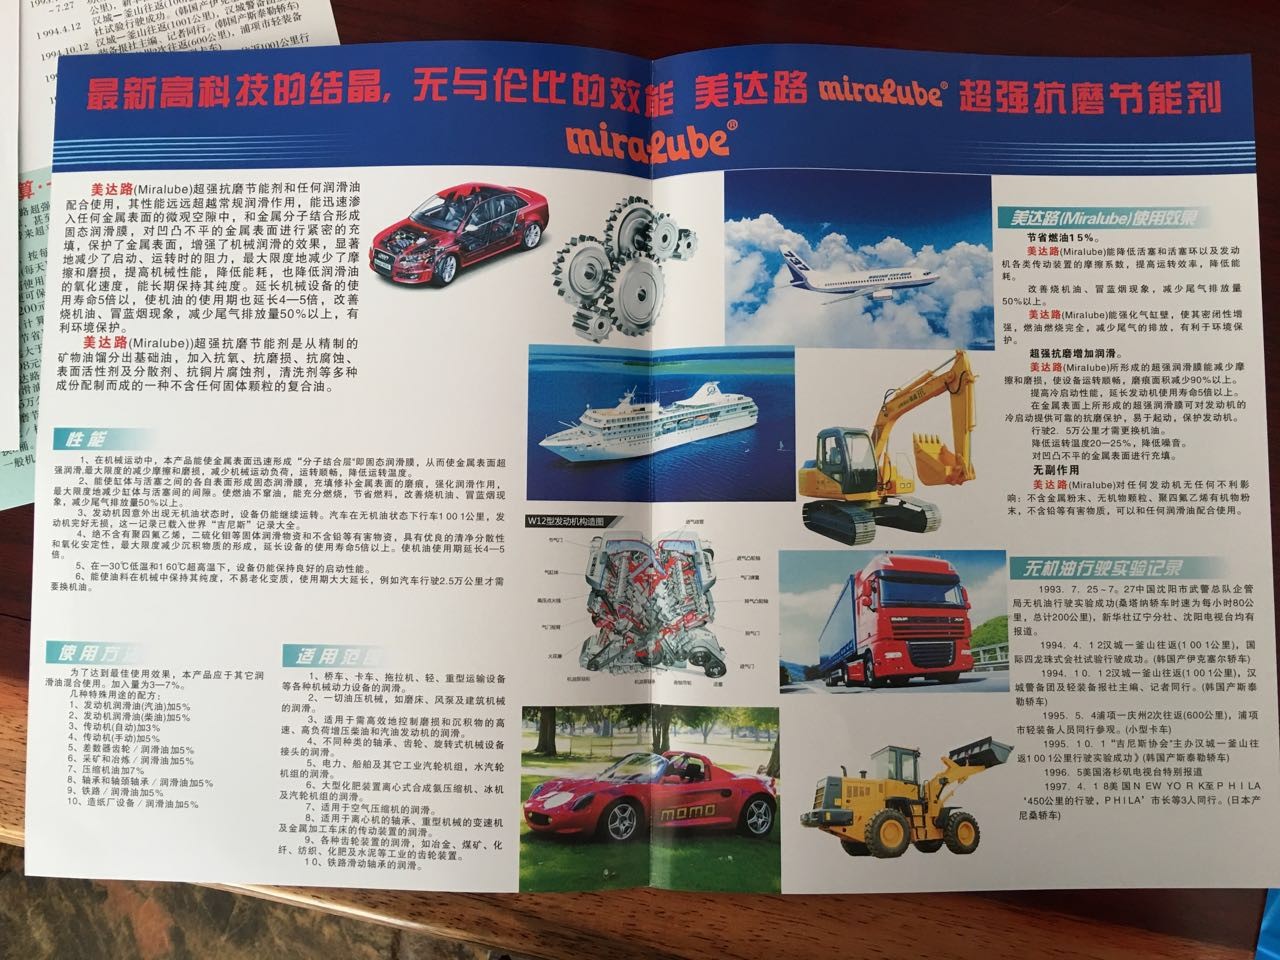 1994.4.12
1994.10.12
最新高科技的结晶，无与伦比的效能 美达路 miralube® 超强抗磨节能剂
miralube®
美达路(Miralube)超强抗磨节能剂和任何润滑油
配合使用，其性能远远超越常规润滑作用，能迅速渗
入任何金属表面的微观空隙中，和金属分子结合形成
固态润滑膜，对凹凸不平的金属表面进行紧密的充
填，保护了金属表面，增强了机械润滑的效果，显著
地减少了启动、运转时的阻力，最大限度地减少了摩
擦和磨损，提高机械性能，降低能耗，也降低润滑油
的氧化速度，能长期保持其纯度。延长机械设备的使
用寿命5倍以，使机油的使用期也延长4—5倍，改善
烧机油、冒蓝烟现象，减少尾气排放量50%以上，有
利环境保护。
美达路(Miralube))超强抗磨节能剂是从精制的
矿物油馏分出基础油，加入抗氧、抗磨损、抗腐蚀、
表面活性剂及分散剂、抗铜片腐蚀剂，清洗剂等多种
成份配制而成的一种不含任何固体颗粒的复合油。
性能
1、在机械运动中，本产品能使金属表面迅速形成“分子结合层”即固态润滑膜，从而使金属表面超
强润滑,最大限度的减少摩擦和磨损，减少机械运动负荷，运转顺畅，降低运转温度。
2、能使缸体与活塞之间的各自表面形成固态润滑膜，充填修补金属表面的磨痕，强化润滑作用，
最大限度地减少缸体与活塞间的间隙。使燃油不窜油，能充分燃烧，节省燃料，改善烧机油、冒蓝烟现
象，减少尾气排放量50%以上。
3、发动机因意外出现无机油状态时，设备仍能继续运转。汽车在无机油状态下行车1001公里，发
动机完好无损，这一记录已载入世界“吉尼斯”记录大全。
4、绝不含有聚四氟乙烯，二硫化钼等固体润滑物资和不含铅等有害物资，具有优良的清净分散性
和氧化安定性，最大限度减少沉积物质的形成，延长设备的使用寿命5倍以上。使机油使用期延长4—5
倍。
5、在—30℃低温和160℃超高温下，设备仍能保持良好的启动性能。
6、能使油料在机械中保持其纯度，不易老化变质，使用期大大延长，例如汽车行驶2.5万公里才需
要换机油。
使用方法
为了达到最佳使用效果，本产品应于其它润
滑油混合使用。加入量为3—7%。
几种特殊用途的配方：
1、发动机润滑油(汽油)加5%
2、发动机润滑油(柴油)加5%
3、传动机(自动)加3%
4、传动机(手动)加5%
5、差数器齿轮／润滑油加5%
6、采矿和冶炼／润滑油加5%
7、压缩机油加7%
8、轴承和轴颈轴承／润滑油加5%
9、铁路／润滑油加5%
10、造纸厂设备／润滑油加5%
适用范围
1、桥车、卡车、拖拉机、轻、重型运输设备
等各种机械动力设备的润滑。
2、一切油压机械，如磨床、风泵及建筑机械
的润滑。
3、适用于需高效地控制磨损和沉积物的高
速、高负荷增压柴油和汽油发动机的润滑。
4、不同种类的轴承、齿轮、旋转式机械设备
接头的润滑。
5、电力、船舶及其它工业汽轮机组，水汽轮
机组的润滑。
6、大型化肥装置离心式合成氨压缩机、冰机
及汽轮机组的润滑。
7、适用于空气压缩机的润滑。
8、适用于离心机的轴承、重型机械的变速机
及金属加工车床的传动装置的润滑。
9、各种齿轮装置的润滑，如冶金、煤矿、化
纤、纺织、化肥及水泥等工业的齿轮装置。
10、铁路滑动轴承的润滑。
W12型发动机构造图
momo
美达路(Miralube)使用效果
节省燃油15%。
美达路(Miralube)能降低活塞和活塞环以及发动
机各类传动装置的摩擦系数，提高运转效率，降低能
耗。
改善烧机油、冒蓝烟现象，减少尾气排放量
50%以上。
美达路(Miralube)能强化气缸壁，使其密闭性增
强，燃油燃烧完全，减少尾气的排放，有利于环境保
护。
超强抗磨增加润滑。
美达路(Miralube)所形成的超强润滑膜能减少摩
擦和磨损，使设备运转顺畅，磨痕面积减少90%以上。
提高冷启动性能，延长发动机使用寿命5倍以上。
在金属表面上所形成的超强润滑膜可对发动机的
冷启动提供可靠的抗磨保护，易于起动，保护发动机。
行驶2．5万公里才需更换机油。
降低运转温度20—25%，降低噪音。
对凹凸不平的金属表面进行充填。
无副作用
美达路(Miralube)对任何发动机无任何不利影
响；不含金属粉末、无机物颗粒、聚四氟乙烯有机物粉
末，不含铅等有害物质，可以和任何润滑油配合使用。
无机油行驶实验记录
1993．7．25~7。27中国沈阳市武警总队企管
局无机油行驶实验成功(桑塔纳轿车时速为每小时80公
里，总计200公里)，新华社辽宁分社、沈阳电视台均有
报道。
1994．4．12汉城一釜山往返(1001公里)，国
际四龙珠式会社试验行驶成功。(韩国产伊克塞尔轿车)
1994．10．12汉城一釜山往返(1001公里)，汉
城警备团及轻装备报社主编、记者同行。(韩国产斯泰
勒轿车)
1995．5．4浦项一庆州2次往返(600公里)，浦项
市轻装备人员同行参观。(小型卡车)
1995．10．1“吉尼斯协会”主办汉城一釜山往
返1001公里行驶实验成功》(韩国产斯泰勒轿车)
1996．5美国洛杉矶电视台特别报道
1997．4．18美国NEW YORK至PHILA
‘450公里的行驶，PHILA’市长等3人同行。(日本产
尼桑轿车)